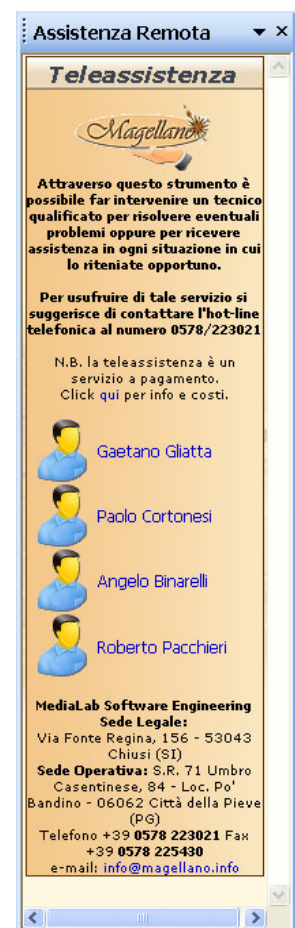 Assistenza Remota
Teleassistenza
Magellano
Attraverso questo strumento è
possibile far intervenire un tecnico
qualificato per risolvere eventuali
problemi oppure per ricevere
assistenza in ogni situazione in cui
lo riteniate opportuno.
Per usufruire di tale servizio si
suggerisce di contattare l'hot-line
telefonica al numero 0578/223021
N.B. la teleassistenza è un
servizio a pagamento.
Click qui per info e costi.
Gaetano Gliatta
Paolo Cortonesi
Angelo Binarelli
Roberto Pacchieri
MediaLab Software Engineering
Sede Legale:
Via Fonte Regina, 156 - 53043
Chiusi (SI)
Sede Operativa: S.R. 71 Umbro
Casentinese, 84 - Loc. Po'
Bandino - 06062 Città della Pieve
(PG)
Telefono +39 0578 223021 Fax
+39 0578 225430
e-mail: info@magellano.info